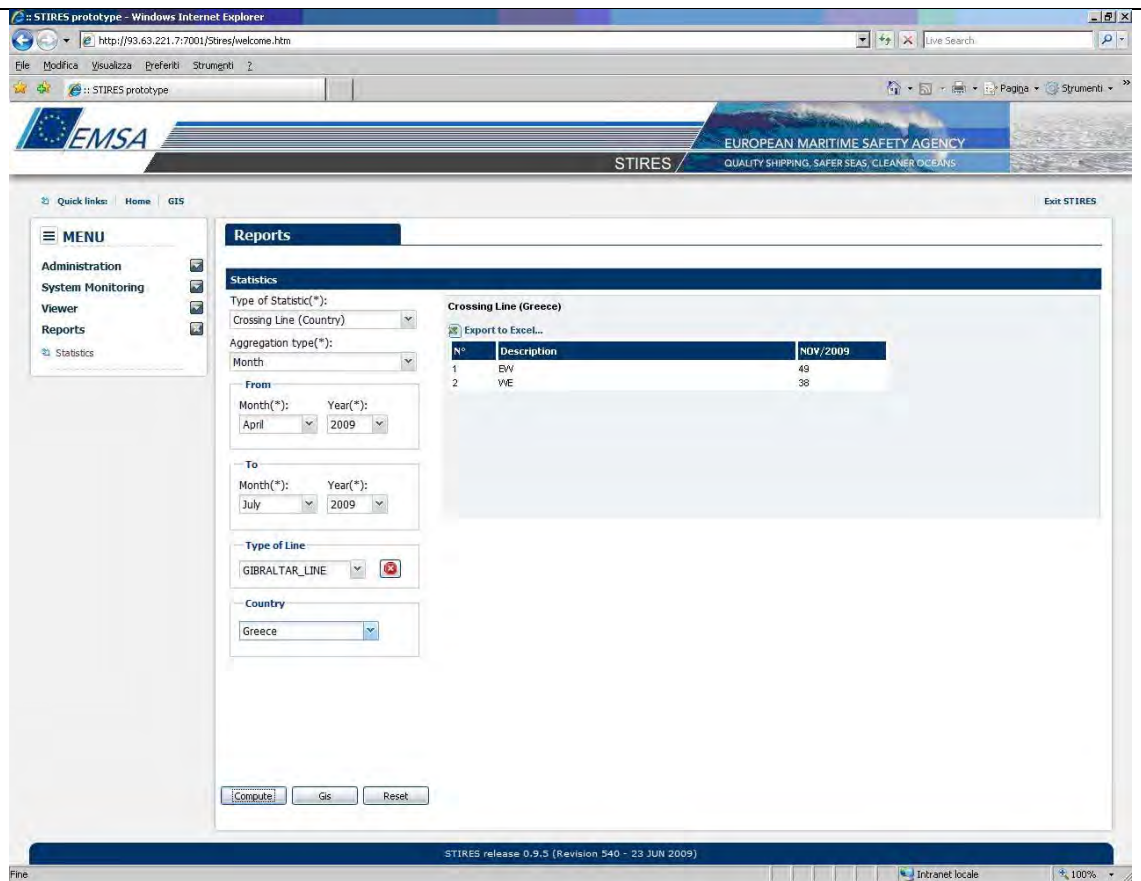 :: STIRES prototype - Windows Internet Explorer
http://93.63.221.7:7001/Stires/welcome.htm
Live Search
File Modifica Visualizza Preferiti Strumenti ?
:: STIRES prototype
Pagina Strumenti
EMSA
STIRES
EUROPEAN MARITIME SAFETY AGENCY
QUALITY SHIPPING, SAFER SEAS, CLEANER OCEANS
Quick links: Home GIS
Exit STIRES
MENU
Administration
System Monitoring
Viewer
Reports
Statistics
Reports
Statistics
Type of Statistic(*):
Crossing Line (Country)
Aggregation type(*):
Month
From
Month(*): Year(*):
April 2009
To
Month(*): Year(*):
July 2009
Type of Line
GIBRALTAR_LINE
Country
Greece
Crossing Line (Greece)
Export to Excel...
N° Description NOV/2009
1 EW 49
2 WE 38
Compute Gis Reset
STIRES release 0.9.5 (Revision 540 - 23 JUN 2009)
Fine Intranet locale 100%